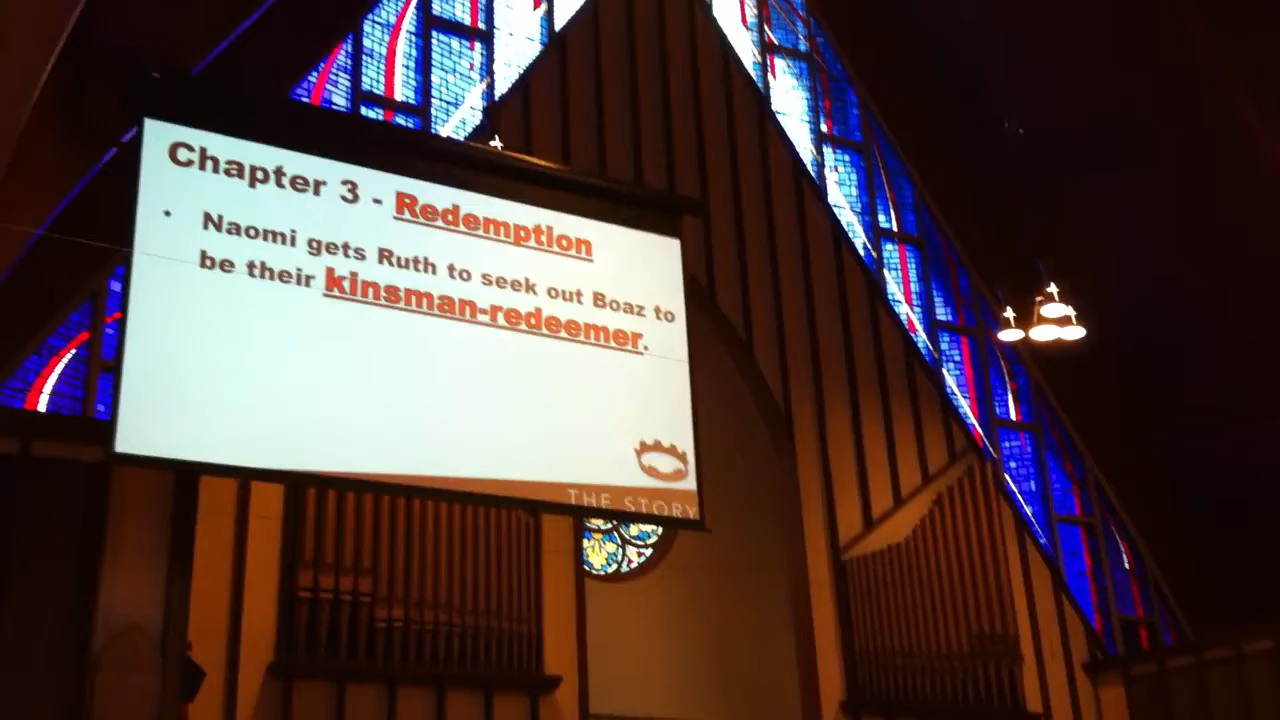 Chapter 3 - Redemption
• Naomi gets Ruth to seek out Boaz to
be their kinsman-redeemer.
THE STORY